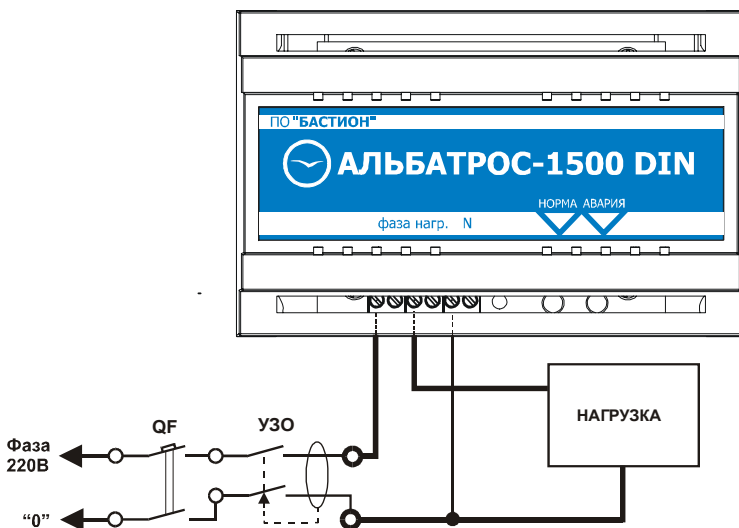 ПО "БАСТИОН"
АЛЬБАТРОС-1500 DIN
НОРМА АВАРИЯ
фаза нагр. N
НАГРУЗКА
QF УЗО
Фаза
220В
“0”